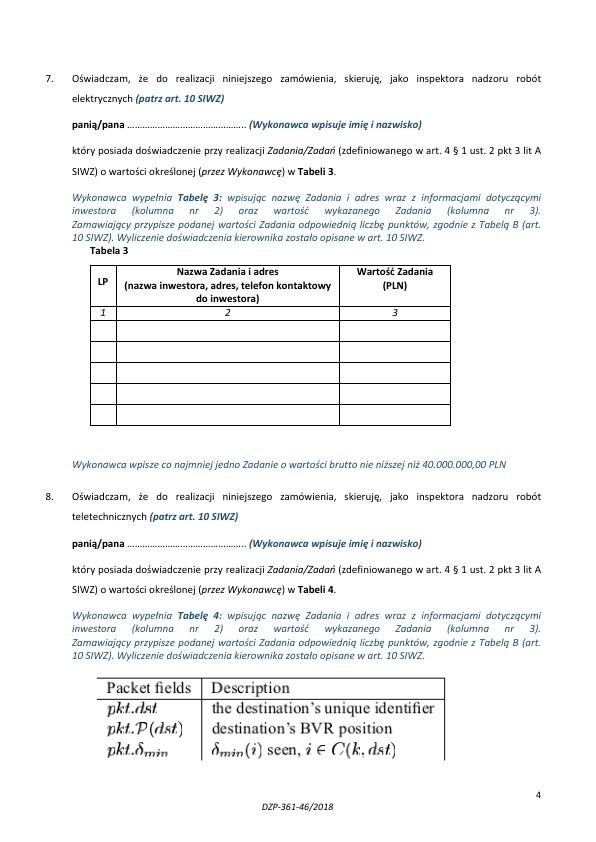 7. Oświadczam, że do realizacji niniejszego zamówienia, skieruję, jako inspektora nadzoru robót
elektrycznych (patrz art. 10 SIWZ)
panią/pana ............................................... (Wykonawca wpisuje imię i nazwisko)
który posiada doświadczenie przy realizacji Zadania/Zadań (zdefiniowanego w art. 4 § 1 ust. 2 pkt 3 lit A
SIWZ) o wartości określonej (przez Wykonawcę) w Tabeli 3.
Wykonawca wypełnia Tabelę 3: wpisując nazwę Zadania i adres wraz z informacjami dotyczącymi
inwestora (kolumna nr 2) oraz wartość wykazanego Zadania (kolumna nr 3).
Zamawiający przypisze podanej wartości Zadania odpowiednią liczbę punktów, zgodnie z Tabelą B (art.
10 SIWZ). Wyliczenie doświadczenia kierownika zostało opisane w art. 10 SIWZ.
Tabela 3
LP
Nazwa Zadania i adres
(nazwa inwestora, adres, telefon kontaktowy
do inwestora)
Wartość Zadania
(PLN)
1 2 3
Wykonawca wpisze co najmniej jedno Zadanie o wartości brutto nie niższej niż 40.000.000,00 PLN
8. Oświadczam, że do realizacji niniejszego zamówienia, skieruję, jako inspektora nadzoru robót
teletechnicznych (patrz art. 10 SIWZ)
panią/pana ............................................... (Wykonawca wpisuje imię i nazwisko)
który posiada doświadczenie przy realizacji Zadania/Zadań (zdefiniowanego w art. 4 § 1 ust. 2 pkt 3 lit A
SIWZ) o wartości określonej (przez Wykonawcę) w Tabeli 4.
Wykonawca wypełnia Tabelę 4: wpisując nazwę Zadania i adres wraz z informacjami dotyczącymi
inwestora (kolumna nr 2) oraz wartość wykazanego Zadania (kolumna nr 3).
Zamawiający przypisze podanej wartości Zadania odpowiednią liczbę punktów, zgodnie z Tabelą B (art.
10 SIWZ). Wyliczenie doświadczenia kierownika zostało opisane w art. 10 SIWZ.
Packet fields Description
pkt.dst the destination's unique identifier
pkt.P(dst) destination's BVR position
pkt.δmin δmin(i) seen, i ∈ C(k, dst)
4
DZP-361-46/2018